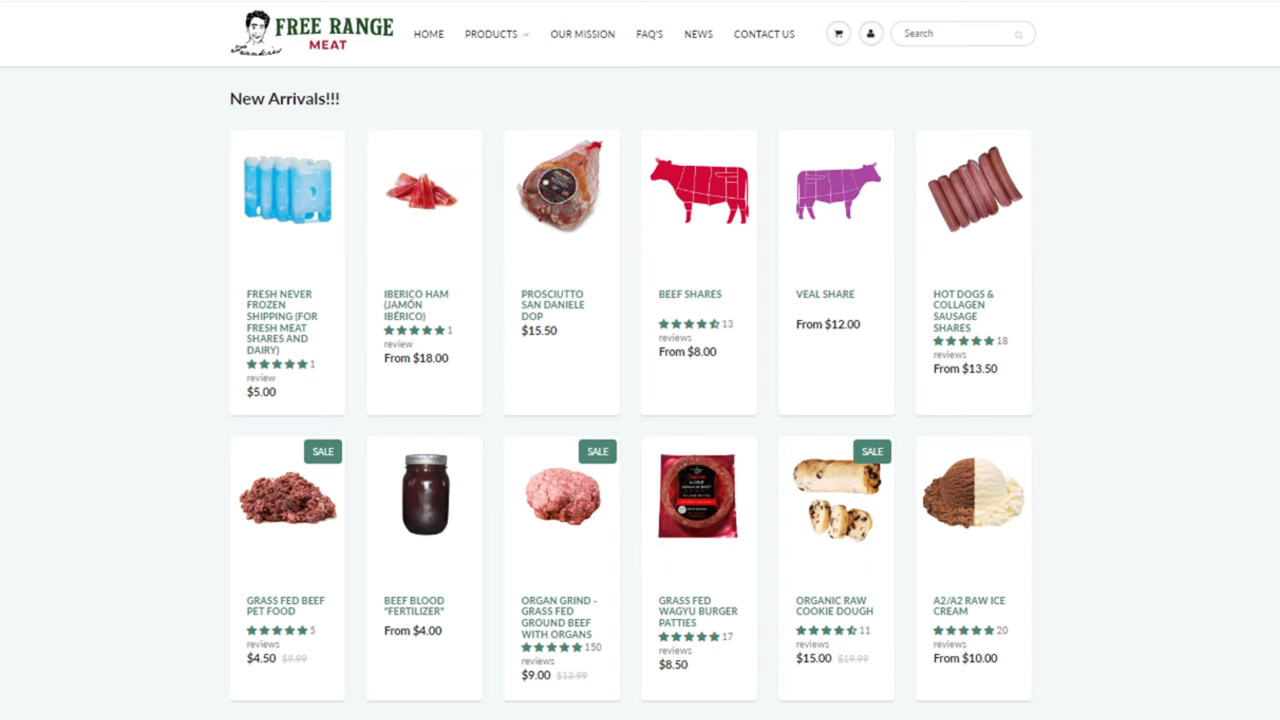 FREE RANGE
MEAT
Frankies
HOME
PRODUCTS
OUR MISSION
FAQ'S
NEWS
CONTACT US
Search
New Arrivals!!!
FRESH NEVER
FROZEN
SHIPPING (FOR
FRESH MEAT
SHARES AND
DAIRY)
1
review
$5.00
IBERICO HAM
(JAMÓN
IBÉRICO)
1
review
From $18.00
PROSCIUTTO
SAN DANIELE
DOP
$15.50
BEEF SHARES
13
reviews
From $8.00
VEAL SHARE
From $12.00
HOT DOGS &
COLLAGEN
SAUSAGE
SHARES
18
reviews
From $13.50
SALE
GRASS FED BEEF
PET FOOD
5
reviews
$4.50 $9.99
BEEF BLOOD
"FERTILIZER"
From $4.00
SALE
ORGAN GRIND -
GRASS FED
GROUND BEEF
WITH ORGANS
150
reviews
$9.00 $13.99
GRASS FED
WAGYU BURGER
PATTIES
17
reviews
$8.50
SALE
ORGANIC RAW
COOKIE DOUGH
11
reviews
$15.00 $19.99
A2/A2 RAW ICE
CREAM
20
reviews
From $10.00